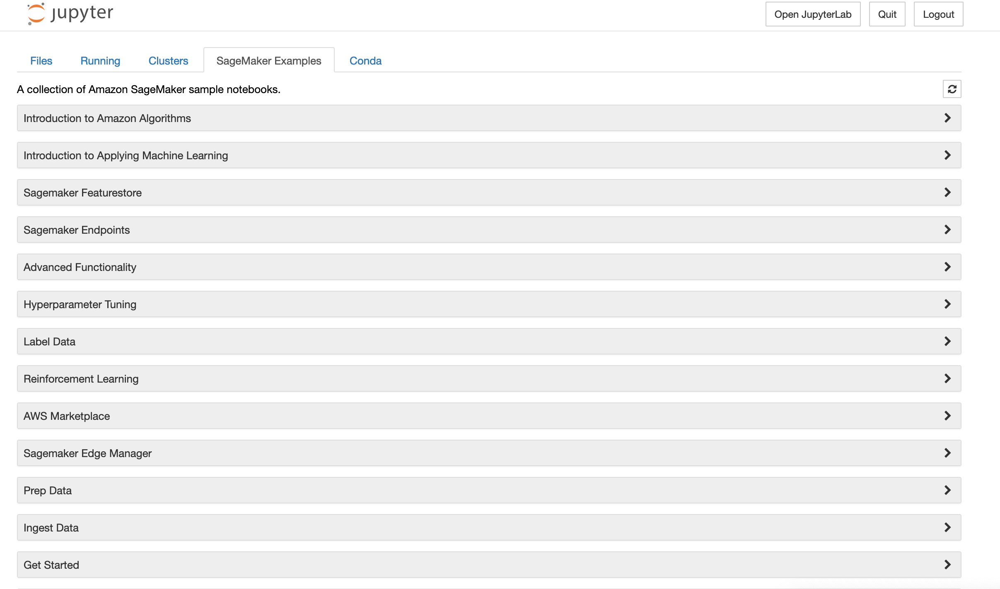 jupyter
Open JupyterLab Quit Logout
Files Running Clusters SageMaker Examples Conda
A collection of Amazon SageMaker sample notebooks.
Introduction to Amazon Algorithms
Introduction to Applying Machine Learning
Sagemaker Featurestore
Sagemaker Endpoints
Advanced Functionality
Hyperparameter Tuning
Label Data
Reinforcement Learning
AWS Marketplace
Sagemaker Edge Manager
Prep Data
Ingest Data
Get Started